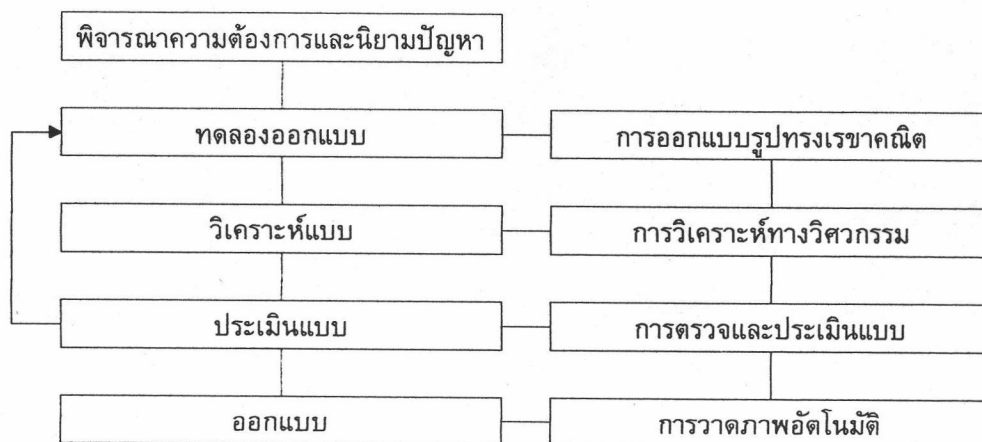 พิจารณาความต้องการและนิยามปัญหา
ทดลองออกแบบ
การออกแบบรูปทรงเรขาคณิต
วิเคราะห์แบบ
การวิเคราะห์ทางวิศวกรรม
ประเมินแบบ
การตรวจและประเมินแบบ
ออกแบบ
การวาดภาพอัตโนมัติ